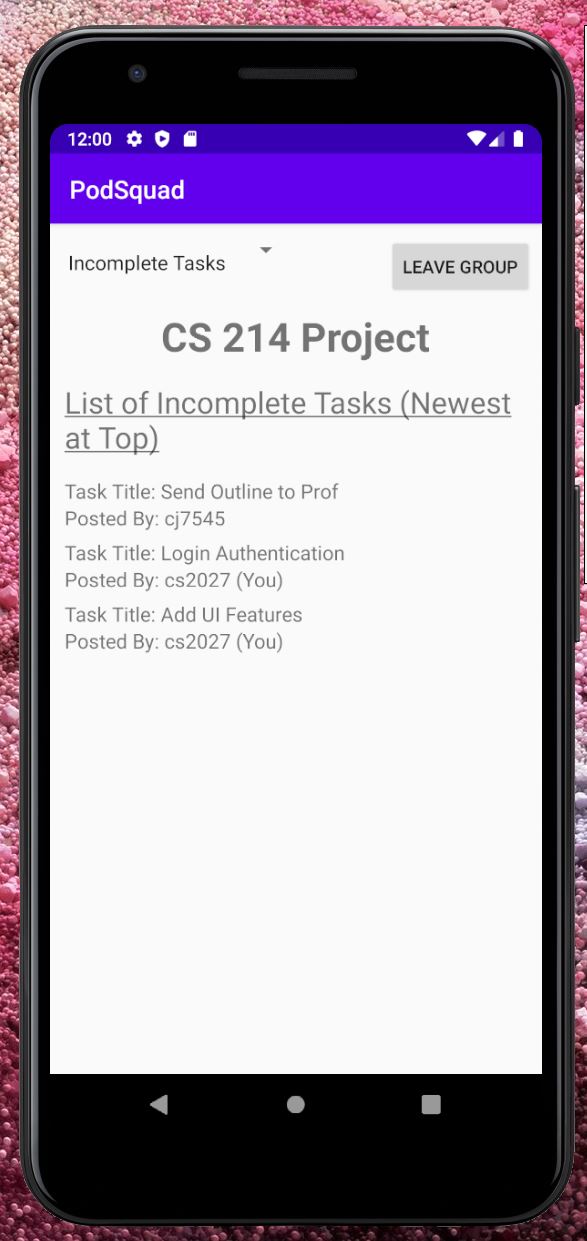 12:00
PodSquad
Incomplete Tasks
LEAVE GROUP
CS 214 Project
List of Incomplete Tasks (Newest
at Top)
Task Title: Send Outline to Prof
Posted By: cj7545
Task Title: Login Authentication
Posted By: cs2027 (You)
Task Title: Add UI Features
Posted By: cs2027 (You)